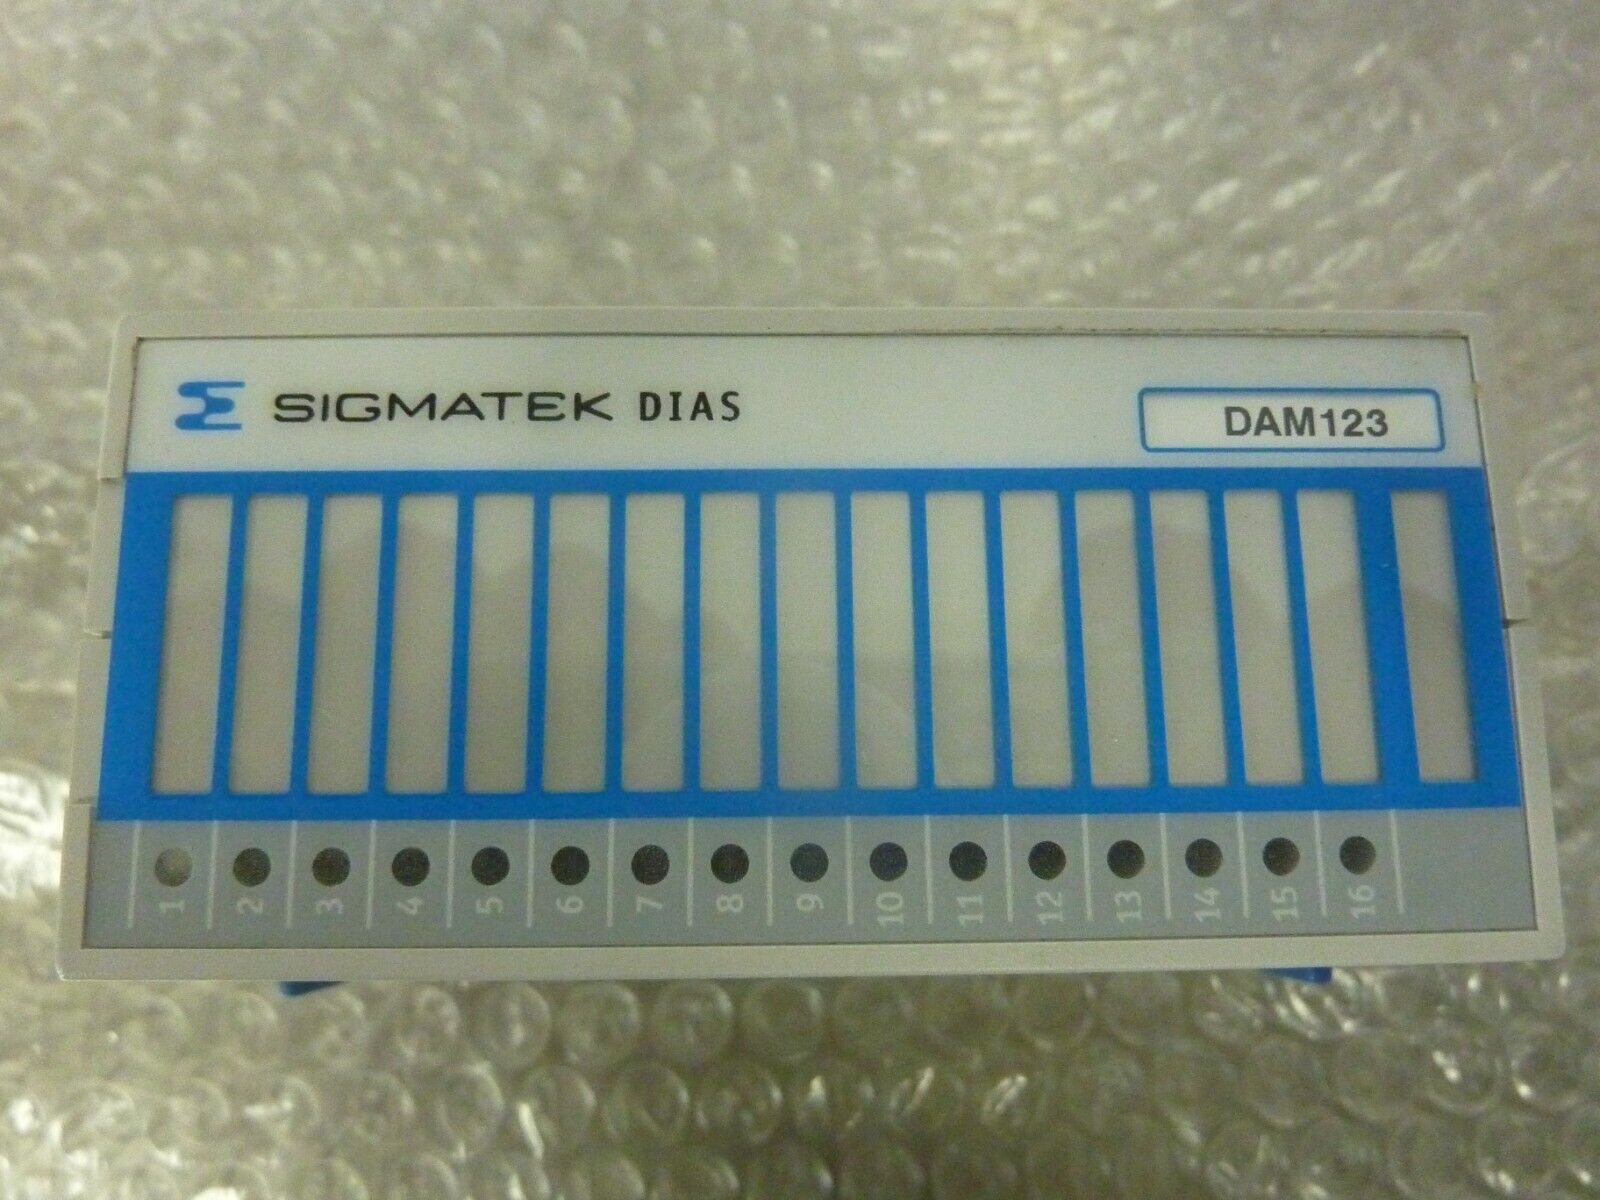 SIGMATEK DIAS
DAM123
1 2 3 4 5 6 7 8 9 10 11 12 13 14 15 16